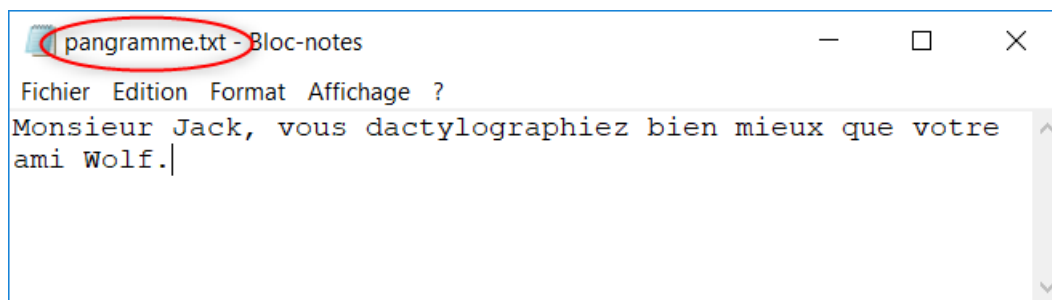 pangramme.txt - Bloc-notes
Fichier Edition Format Affichage ?
Monsieur Jack, vous dactylographiez bien mieux que votre
ami Wolf.